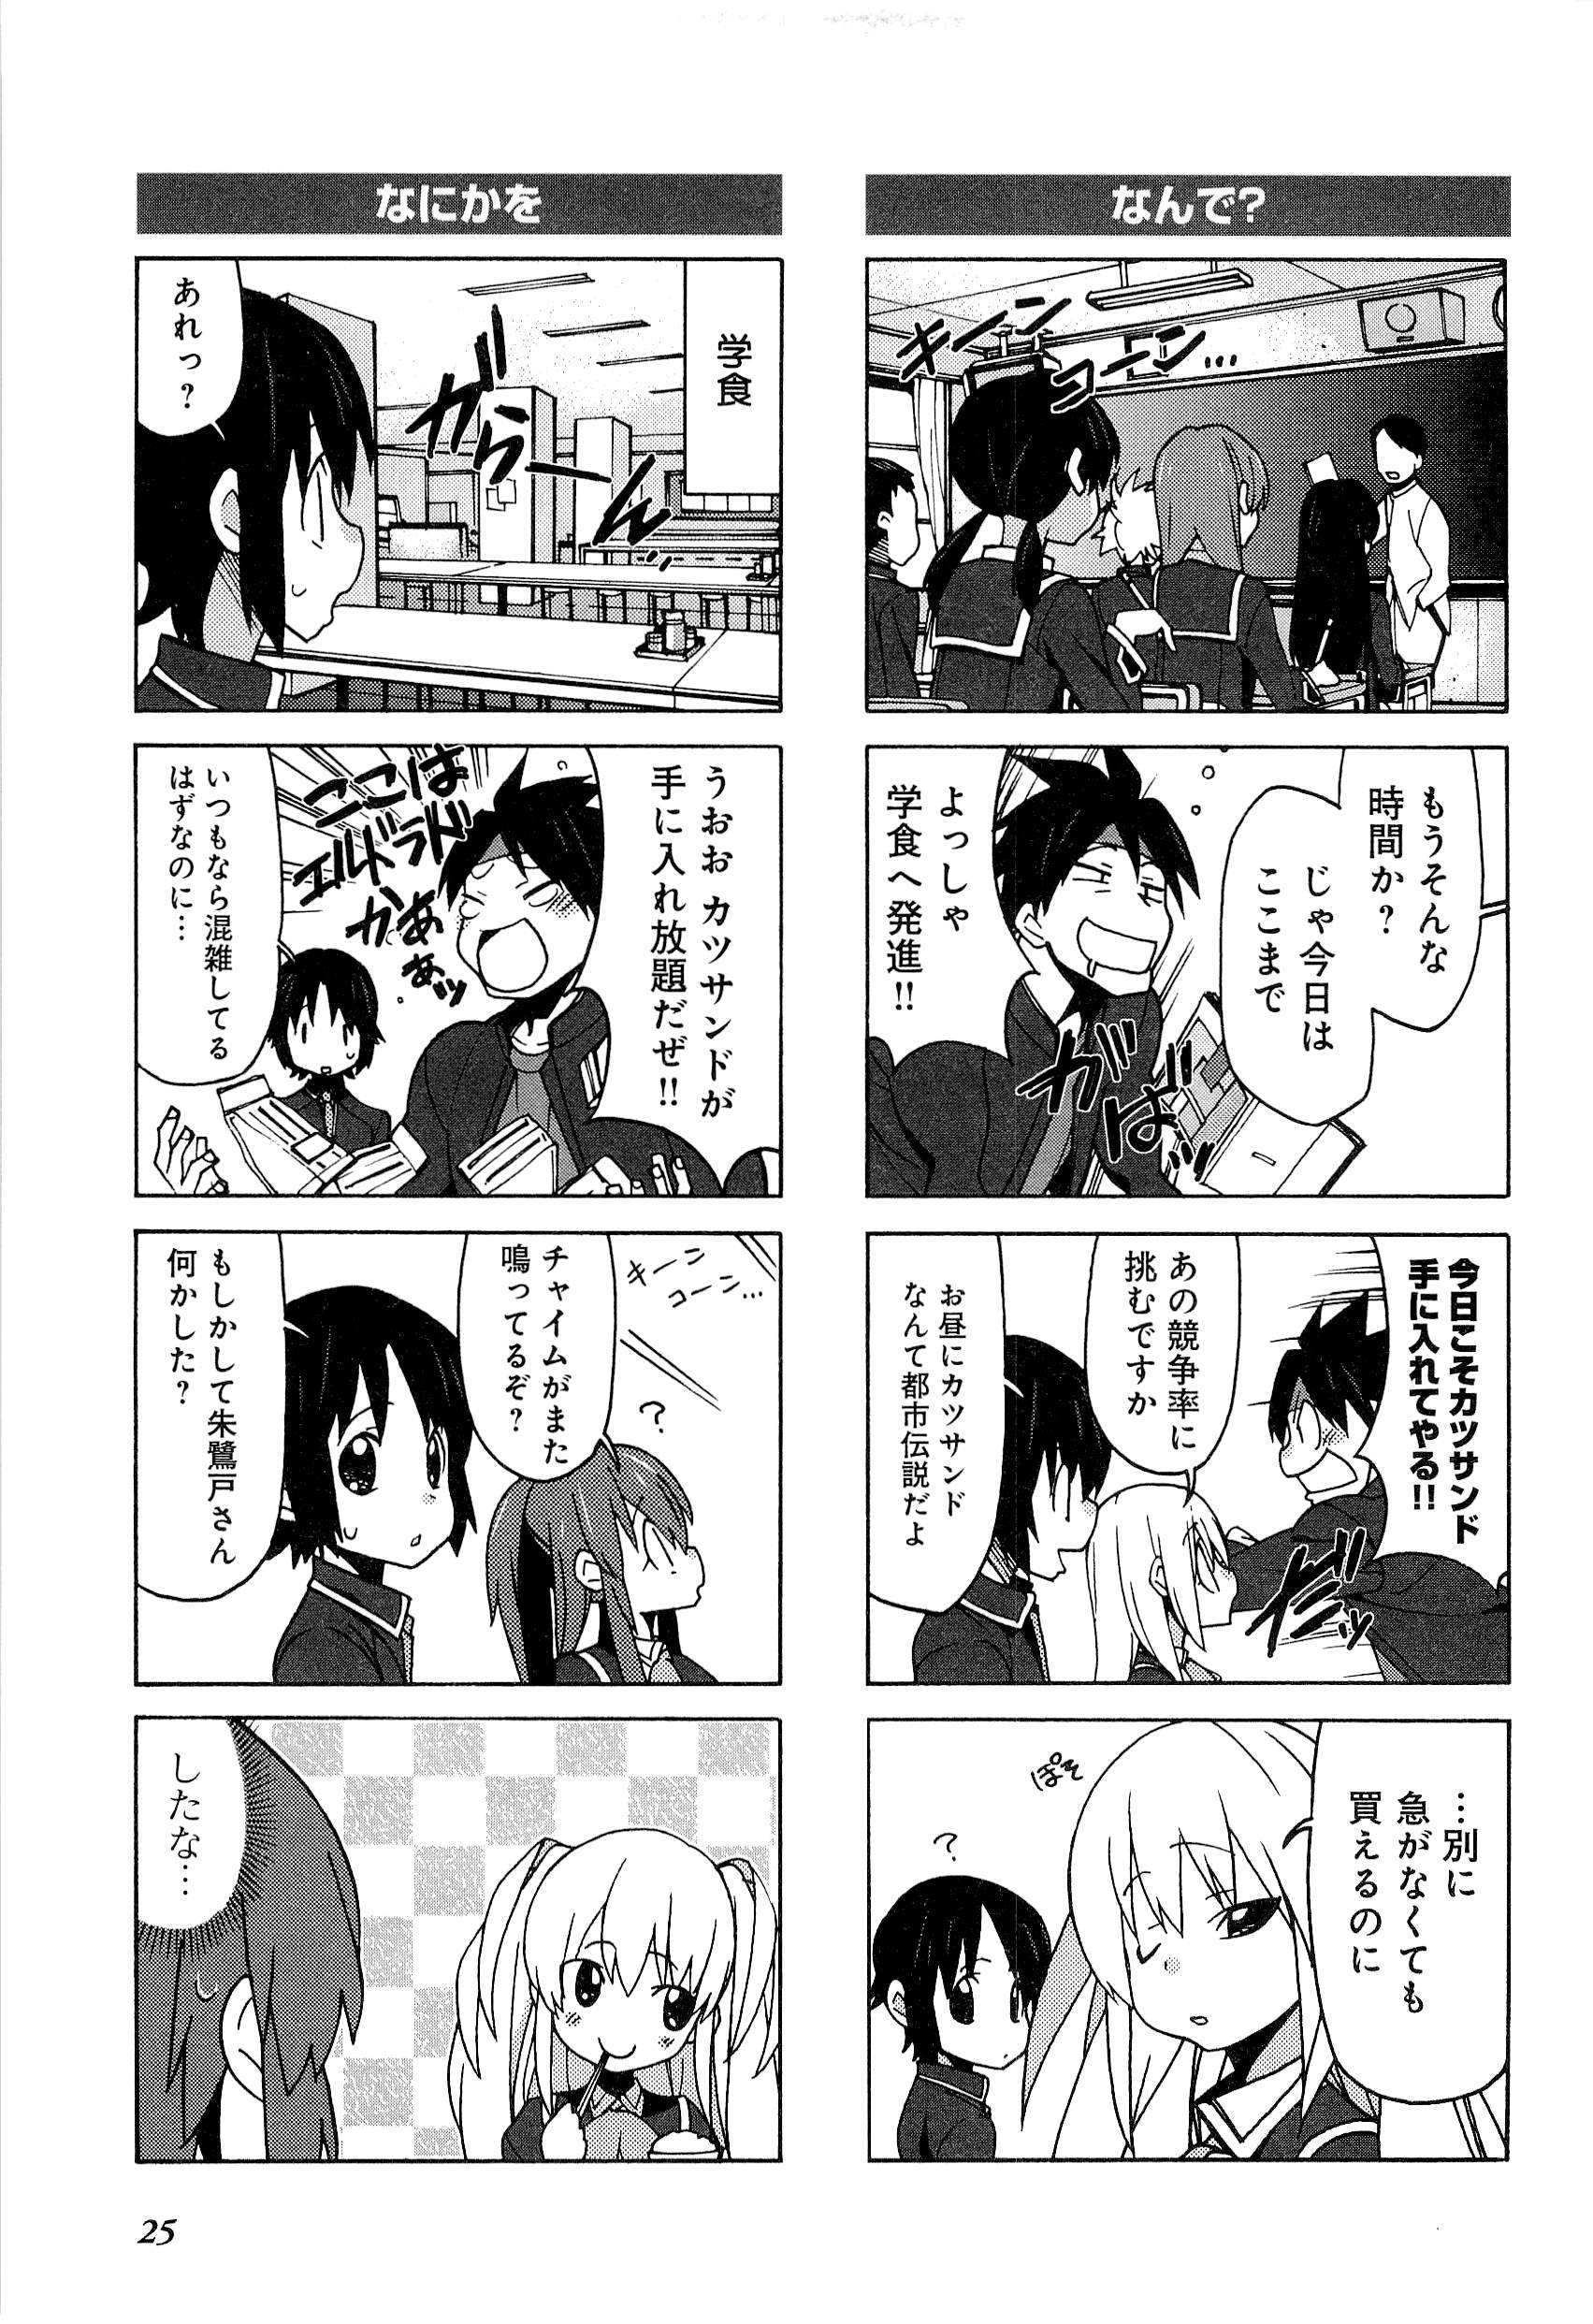 なんで?
キーン
コーン…
もうそんな
時間か?
じゃ今日は
ここまで
よっしゃ
学食へ発進!!
ガバッ
今日こそカツサンド
手に入れてやる!!
あの競争率に
挑むですか
お昼にカツサンド
なんて都市伝説だよ
ダッ
…別に
急がなくても
買えるのに
ぽそ
?
なにかを
学食
ガらーん…
あれっ?
うおお カツサンドが
手に入れ放題だぜ!!
ここは
エルドラド
かぁぁぁッ
いつもなら混雑してる
はずなのに…
キーン
コーン…
チャイムがまた
鳴ってるぞ?
?
もしかして朱鷺戸さん
何かした?
したな…
25